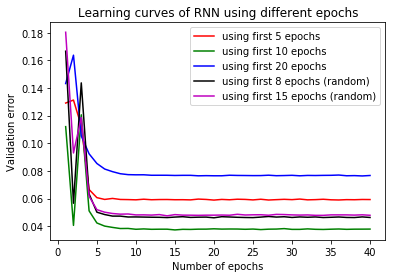 Learning curves of RNN using different epochs
using first 5 epochs
using first 10 epochs
using first 20 epochs
using first 8 epochs (random)
using first 15 epochs (random)
Validation error
0.18
0.16
0.14
0.12
0.10
0.08
0.06
0.04
0 5 10 15 20 25 30 35 40
Number of epochs